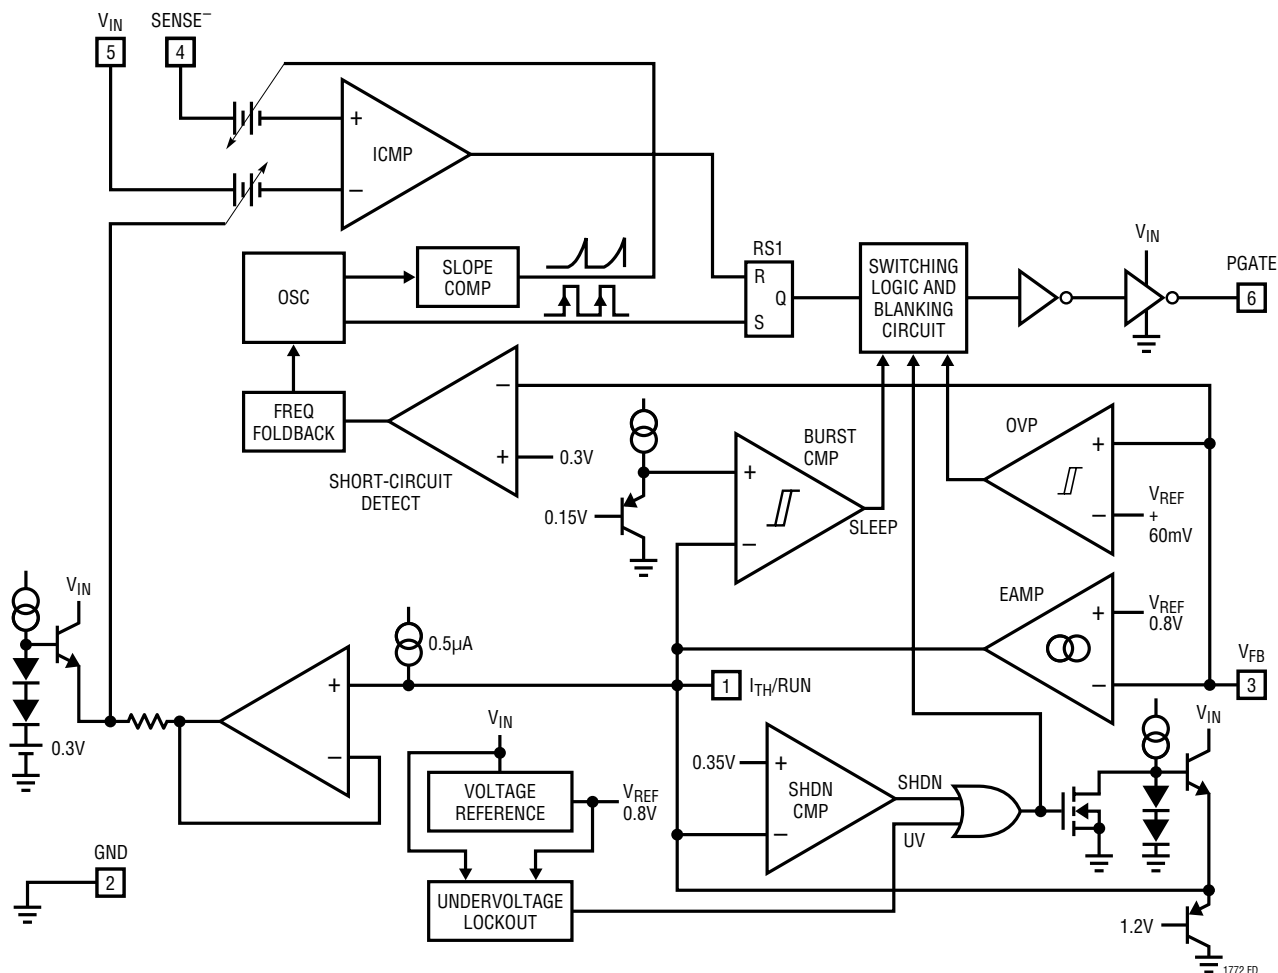 VIN
SENSE–
5
4
+
ICMP
–
RS1
VIN
PGATE
OSC
SLOPE
COMP
R
Q
S
SWITCHING
LOGIC AND
BLANKING
CIRCUIT
6
FREQ
FOLDBACK
–
+
0.3V
SHORT-CIRCUIT
DETECT
BURST
CMP
+
–
0.15V
SLEEP
OVP
+
–
VREF
+
60mV
EAMP
+
–
VREF
0.8V
VFB
3
VIN
0.3V
+
–
0.5µA
1
ITH/RUN
VIN
VOLTAGE
REFERENCE
VREF
0.8V
0.35V
+
–
SHDN
CMP
SHDN
UV
VIN
GND
2
UNDERVOLTAGE
LOCKOUT
1.2V
1772 FD